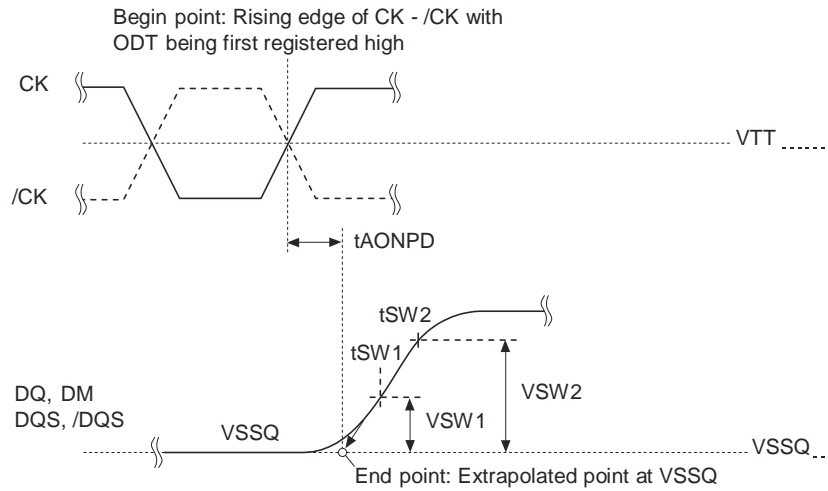 Begin point: Rising edge of CK - /CK with
ODT being first registered high
CK
VTT
/CK
tAONPD
tSW2
tSW1
DQ, DM
DQS, /DQS
VSW2
VSW1
VSSQ
VSSQ
End point: Extrapolated point at VSSQ